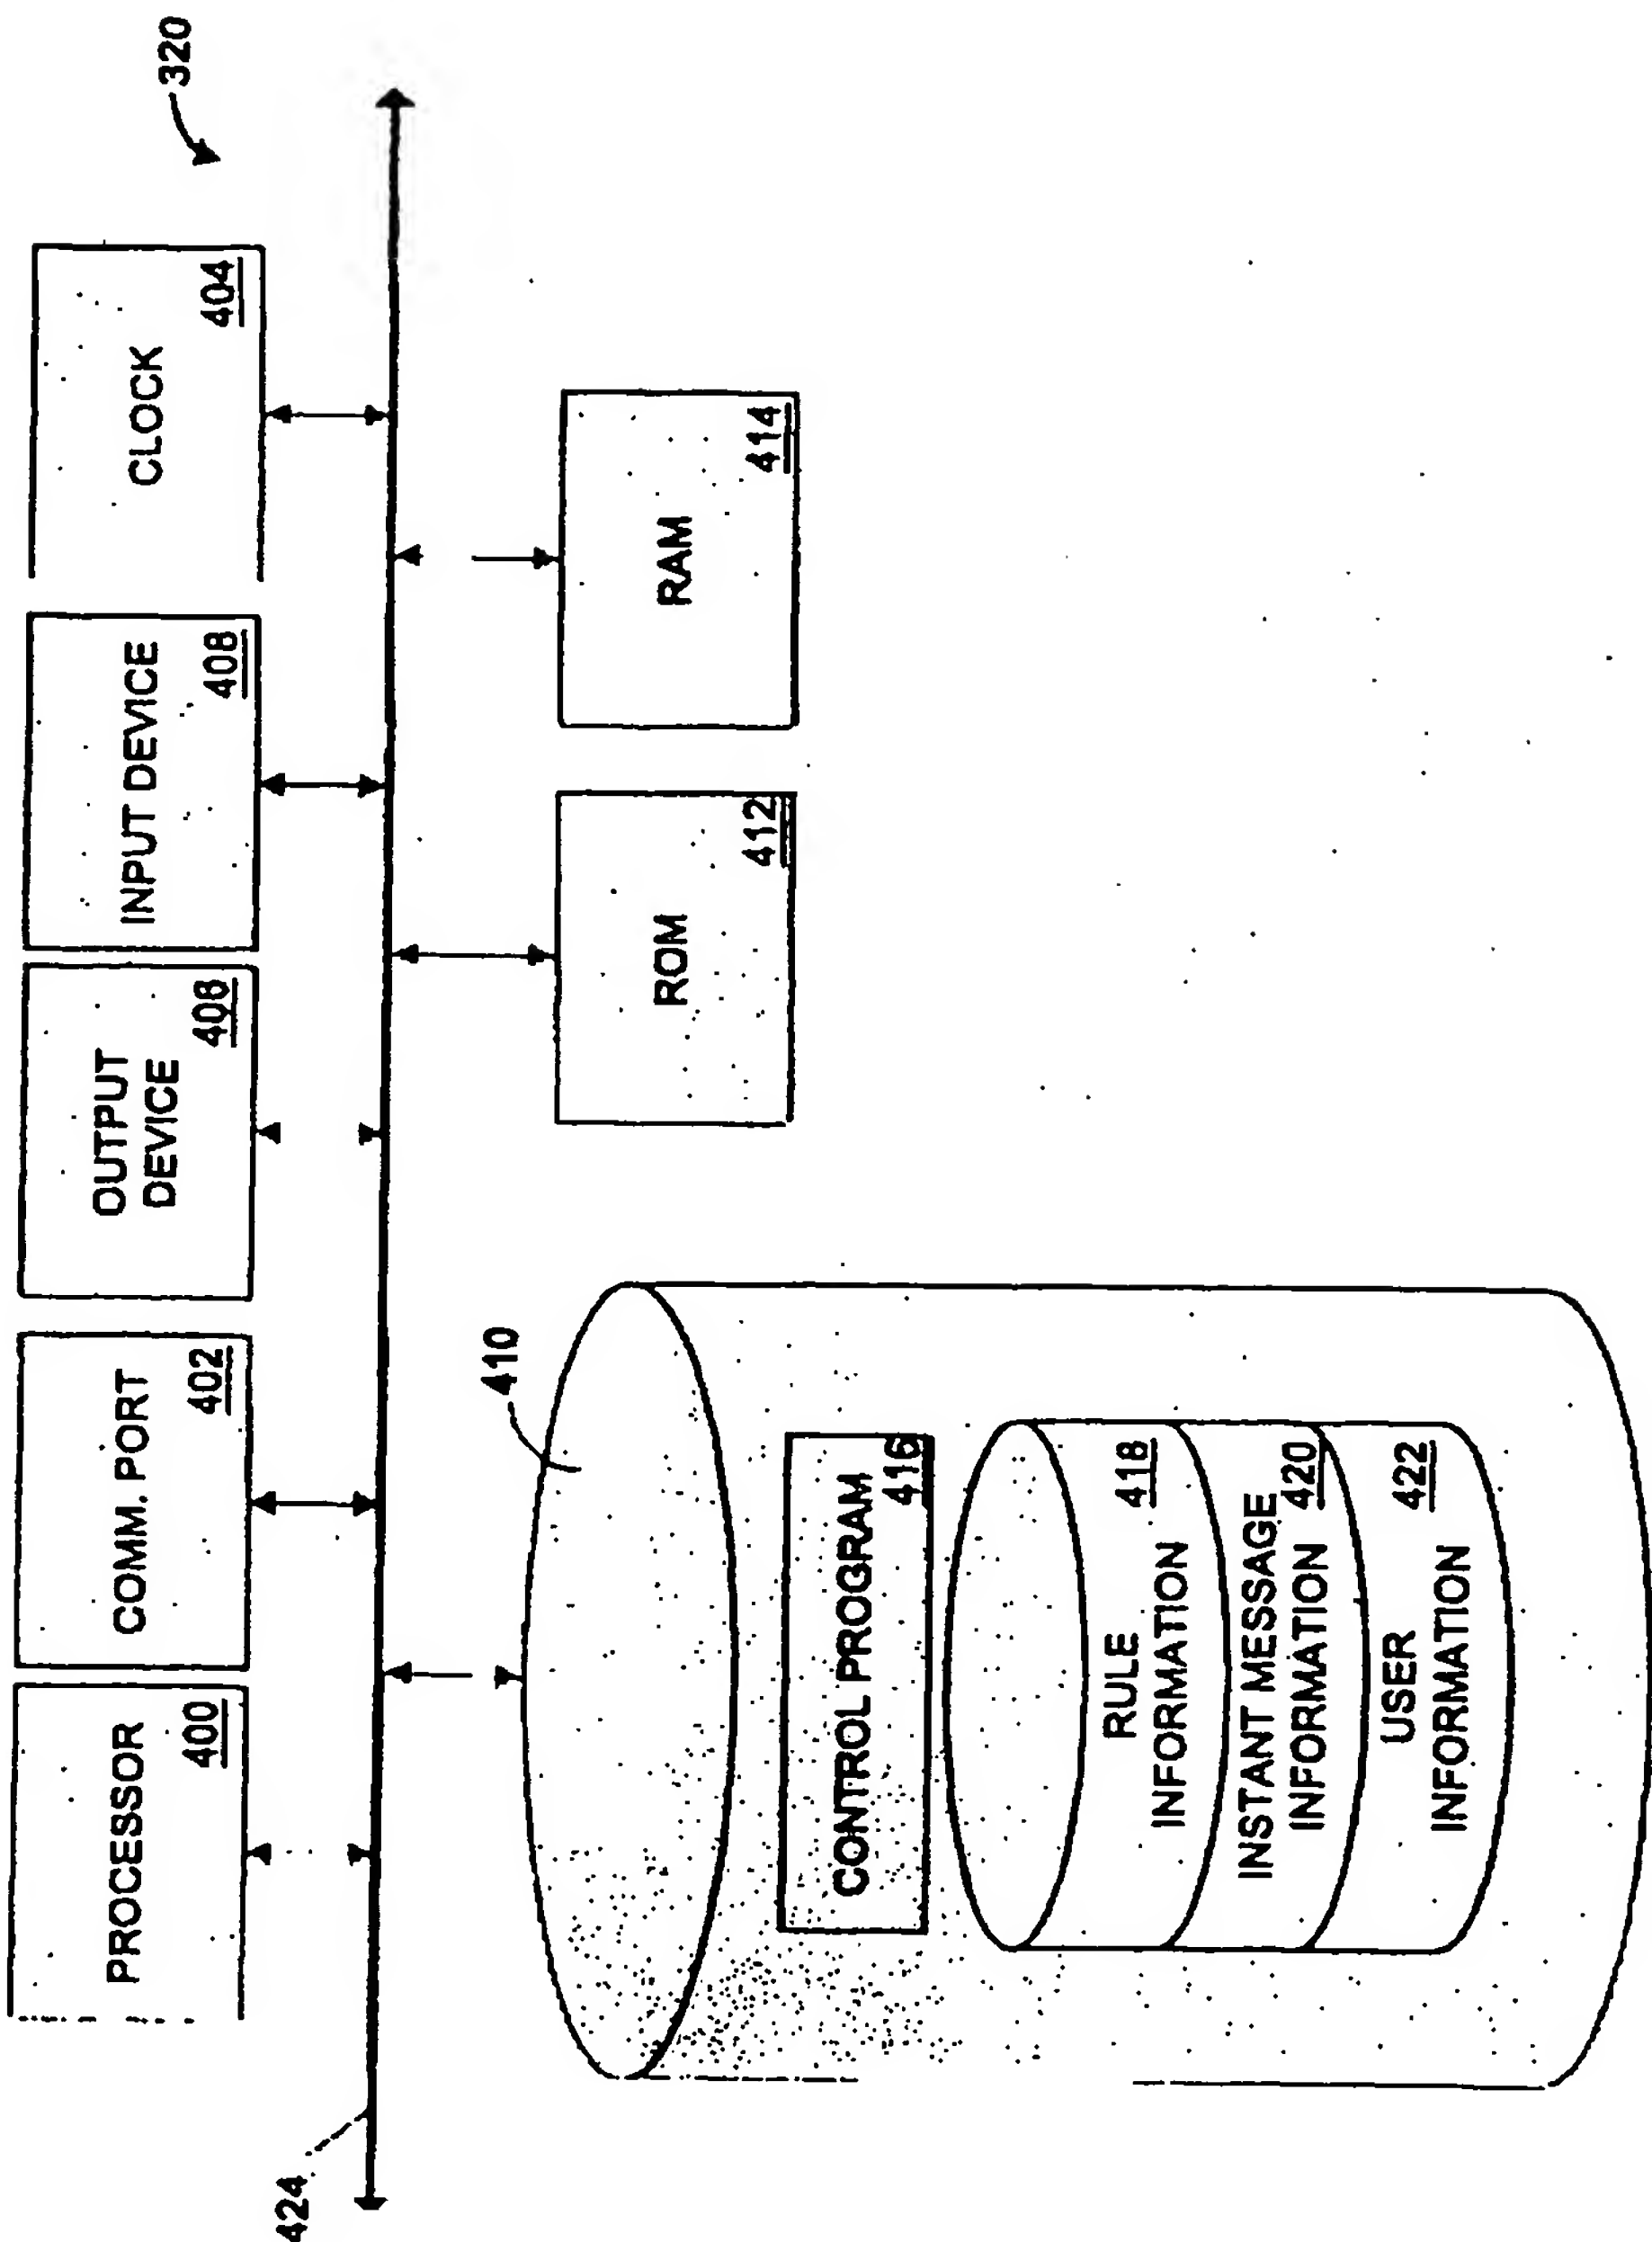 320
PROCESSOR
400
COMM. PORT
402
OUTPUT
DEVICE
406
INPUT DEVICE
408
CLOCK
404
424
410
ROM
412
RAM
414
CONTROL PROGRAM
416
RULE
INFORMATION
418
INSTANT MESSAGE
INFORMATION
420
USER
INFORMATION
422